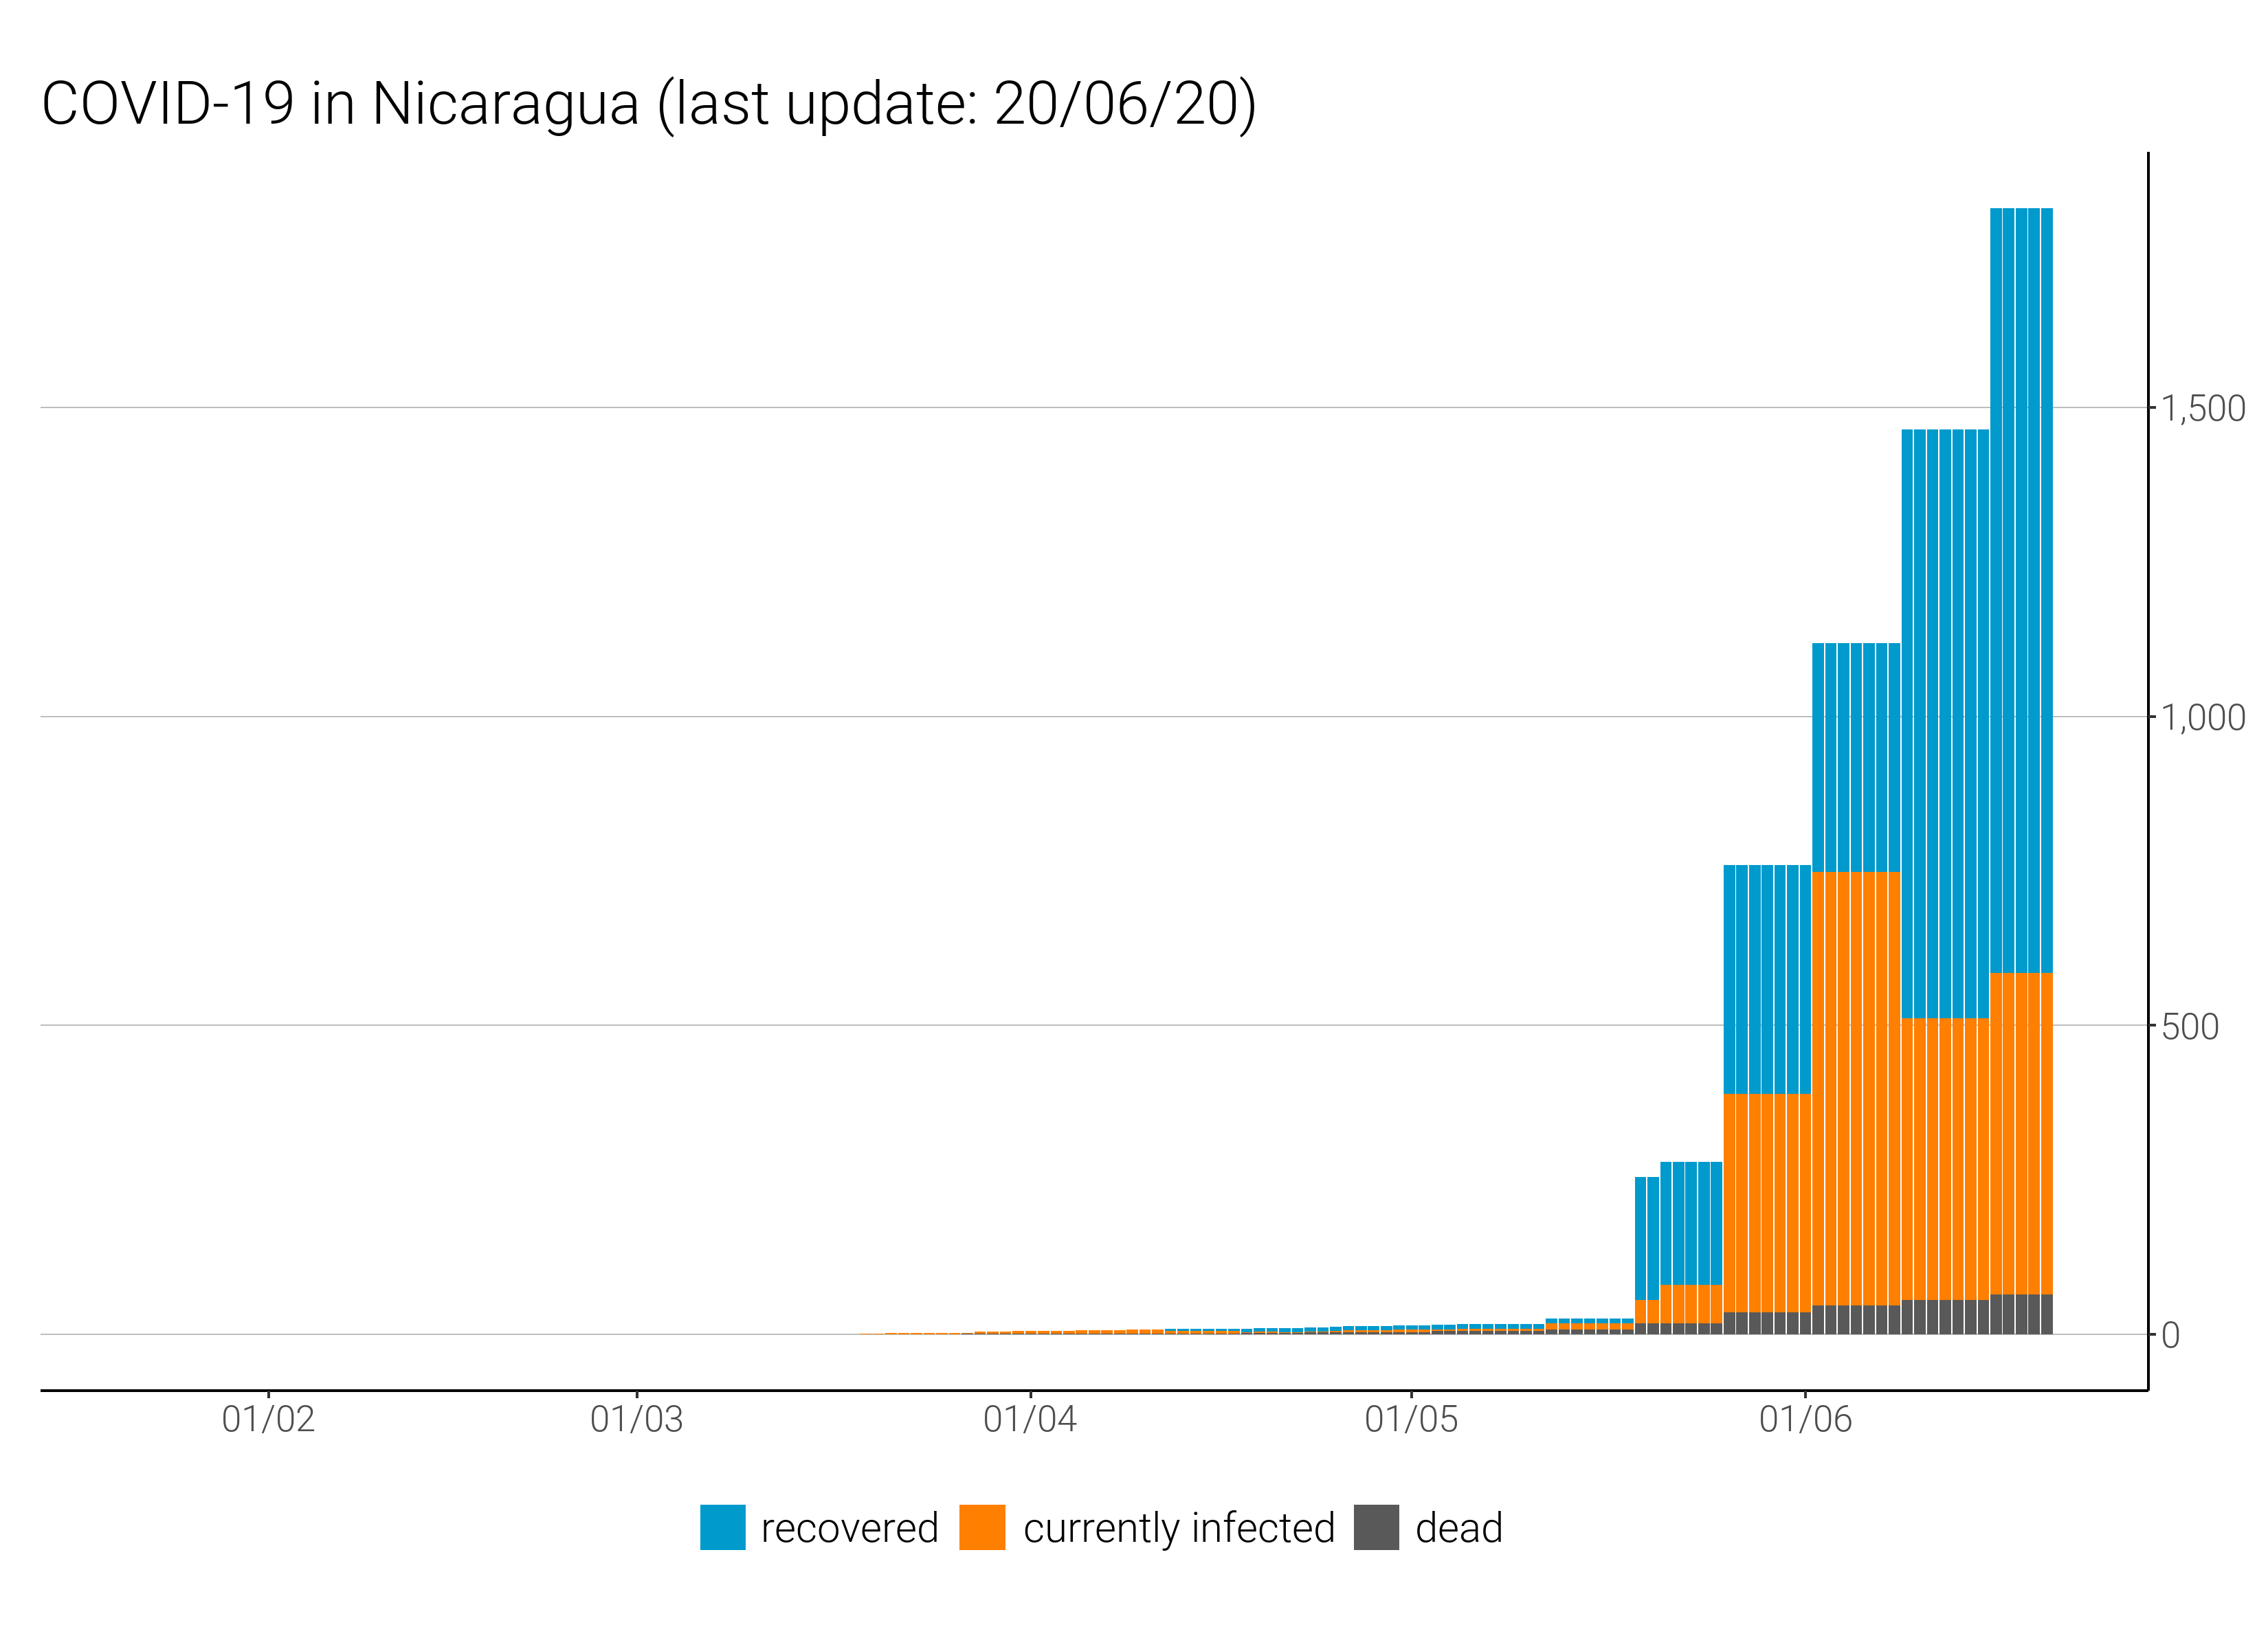 COVID-19 in Nicaragua (last update: 20/06/20)
1,500
1,000
500
0
01/02 01/03 01/04 01/05 01/06
recovered currently infected dead